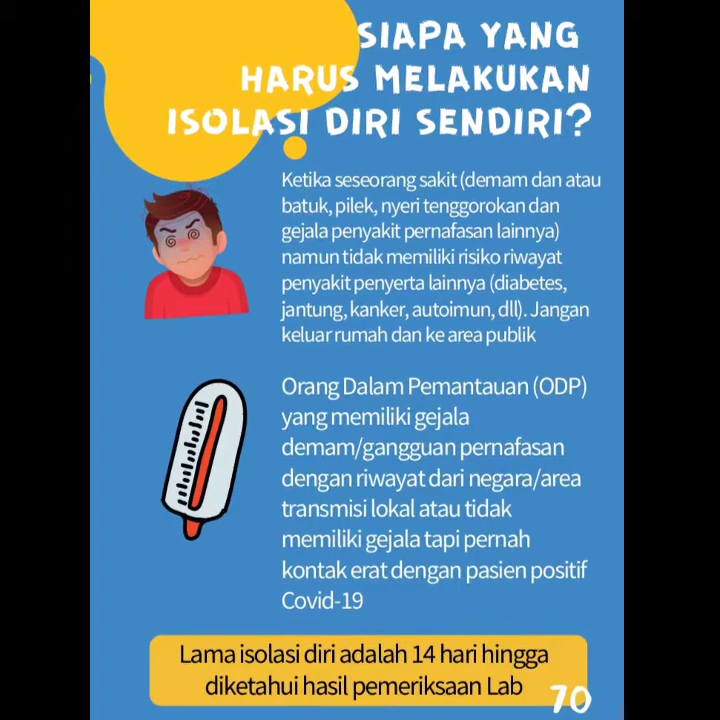 SIAPA YANG
HARUS MELAKUKAN
ISOLASI DIRI SENDIRI?
Ketika seseorang sakit (demam dan atau
batuk, pilek, nyeri tenggorokan dan
gejala penyakit pernafasan lainnya)
namun tidak memiliki risiko riwayat
penyakit penyerta lainnya (diabetes,
jantung, kanker, autoimun, dll). Jangan
keluar rumah dan ke area publik
Orang Dalam Pemantauan (ODP)
yang memiliki gejala
demam/gangguan pernafasan
dengan riwayat dari negara/area
transmisi lokal atau tidak
memiliki gejala tapi pernah
kontak erat dengan pasien positif
Covid-19
Lama isolasi diri adalah 14 hari hingga
diketahui hasil pemeriksaan Lab
70